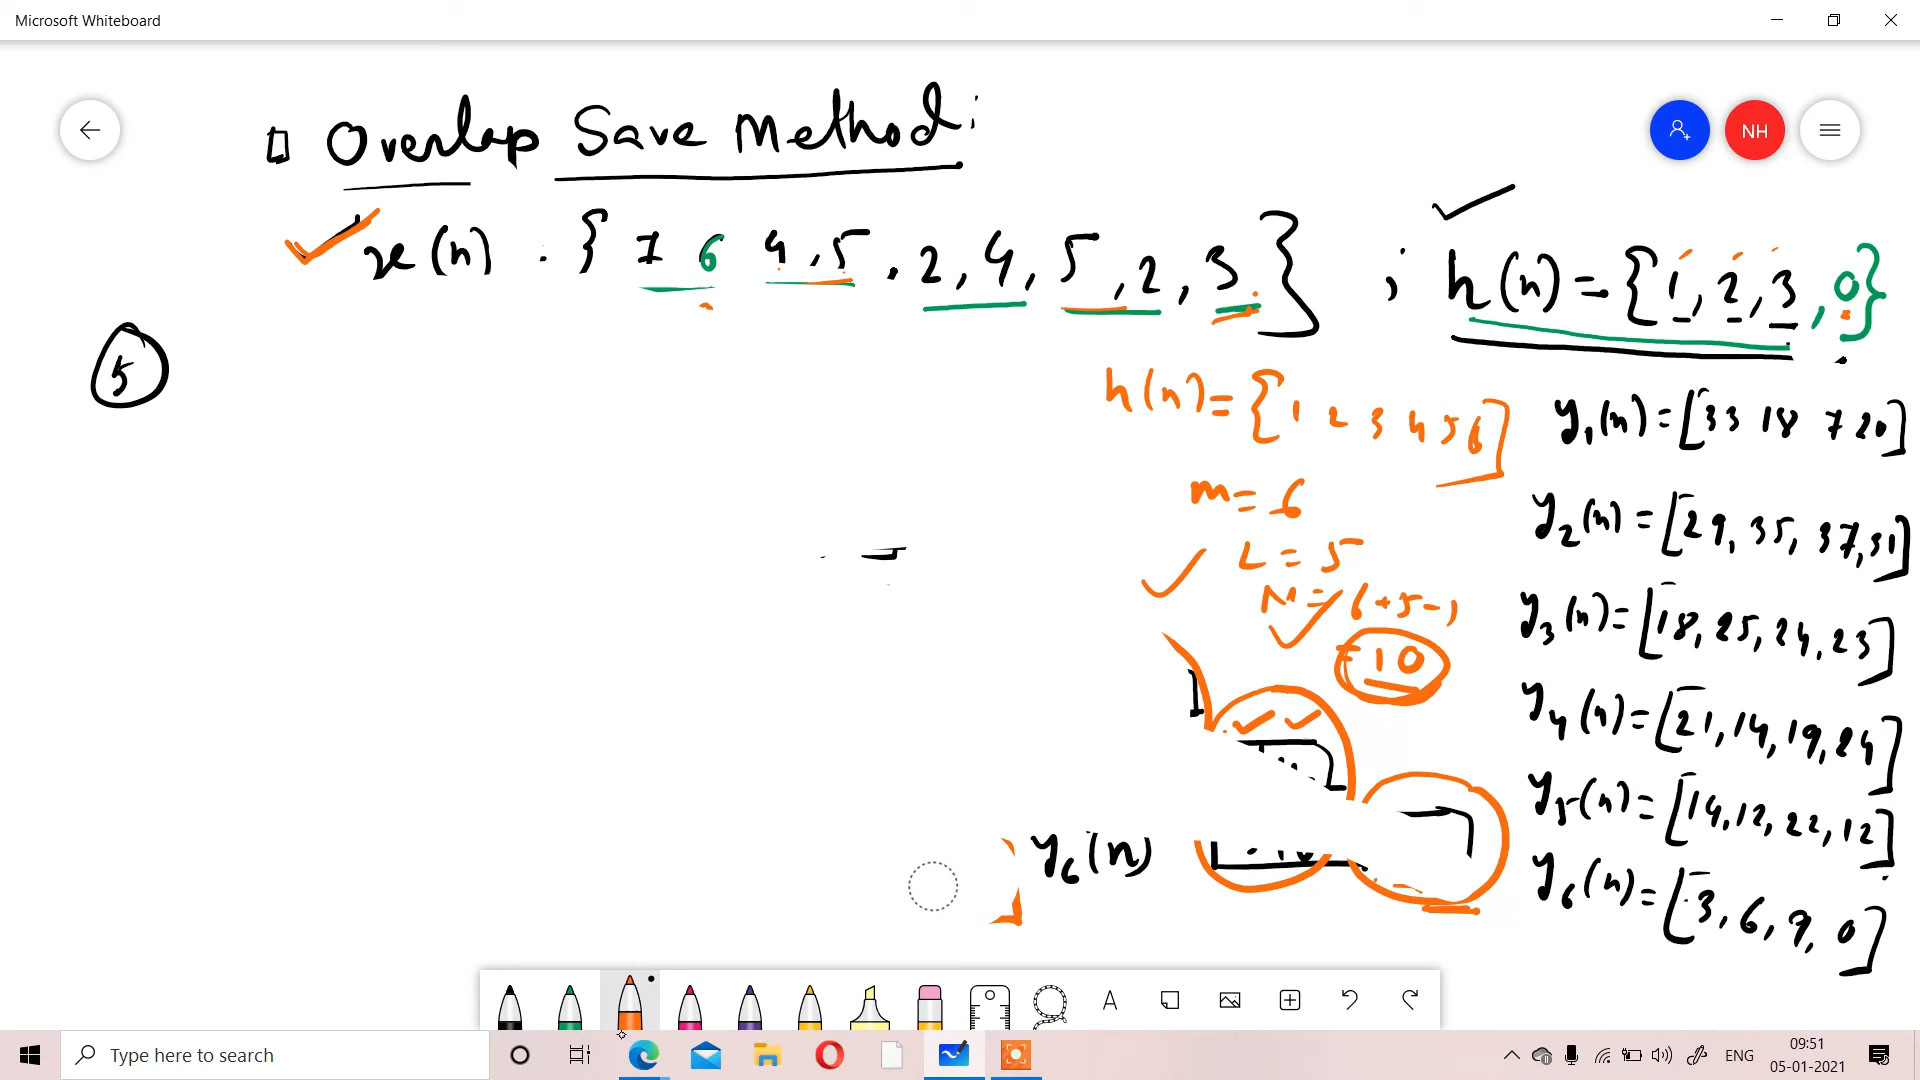 Microsoft Whiteboard
Overlap Save Method:
NH
x(n) . { 7 6 4,5 . 2,4,5,2,3 } ; h(n)={1,2,3,0}
5
h(n)={1 2 3 4 5 6]
m=6
L=5
N=6+5-1
=10
y1(n)=[33 18 7 20]
y2(n)=[29,35,37,31]
y3(n)=[18,25,24,23]
y4(n)=[21,14,19,24]
y5(n)=[14,12,22,12]
y6(n)
y6(n)=[3,6,9,0]
Type here to search
ENG
09:51
05-01-2021